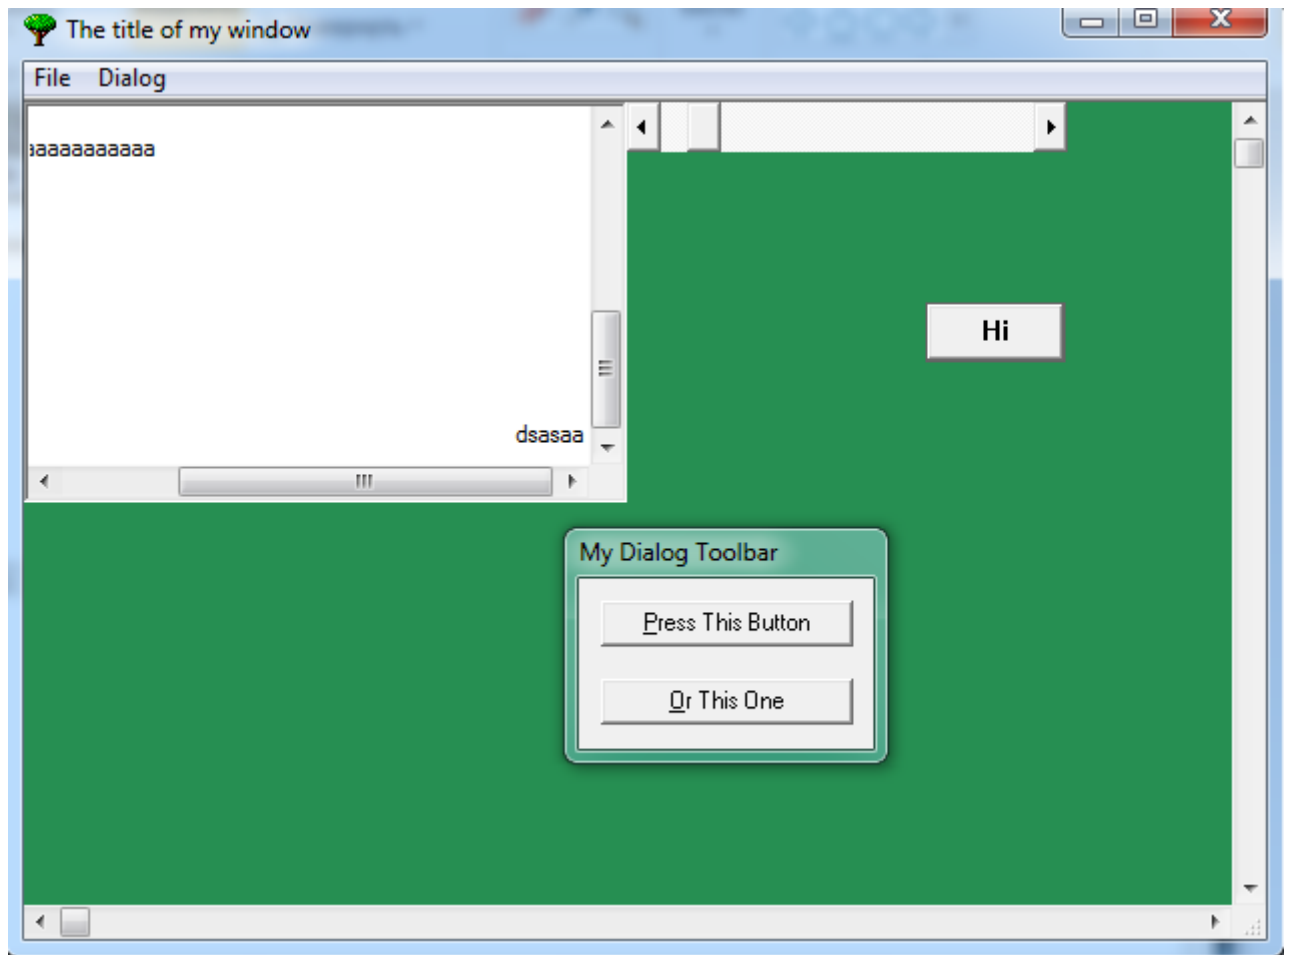 The title of my window
File Dialog
aaaaaaaaaaa
Hi
dsasaa
My Dialog Toolbar
Press This Button
Or This One